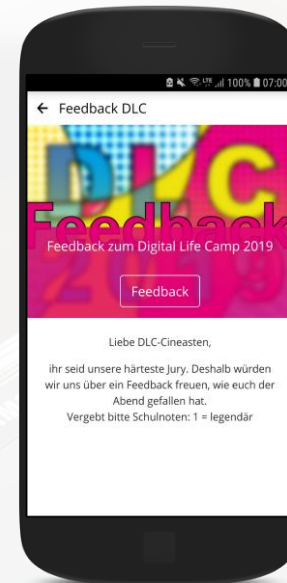 LTE 100% 07:00
← Feedback DLC
DLC
Feedback
2019
Feedback zum Digital Life Camp 2019
Feedback
Liebe DLC-Cineasten,
ihr seid unsere härteste Jury. Deshalb würden
wir uns über ein Feedback freuen, wie euch der
Abend gefallen hat.
Vergebt bitte Schulnoten: 1 = legendär